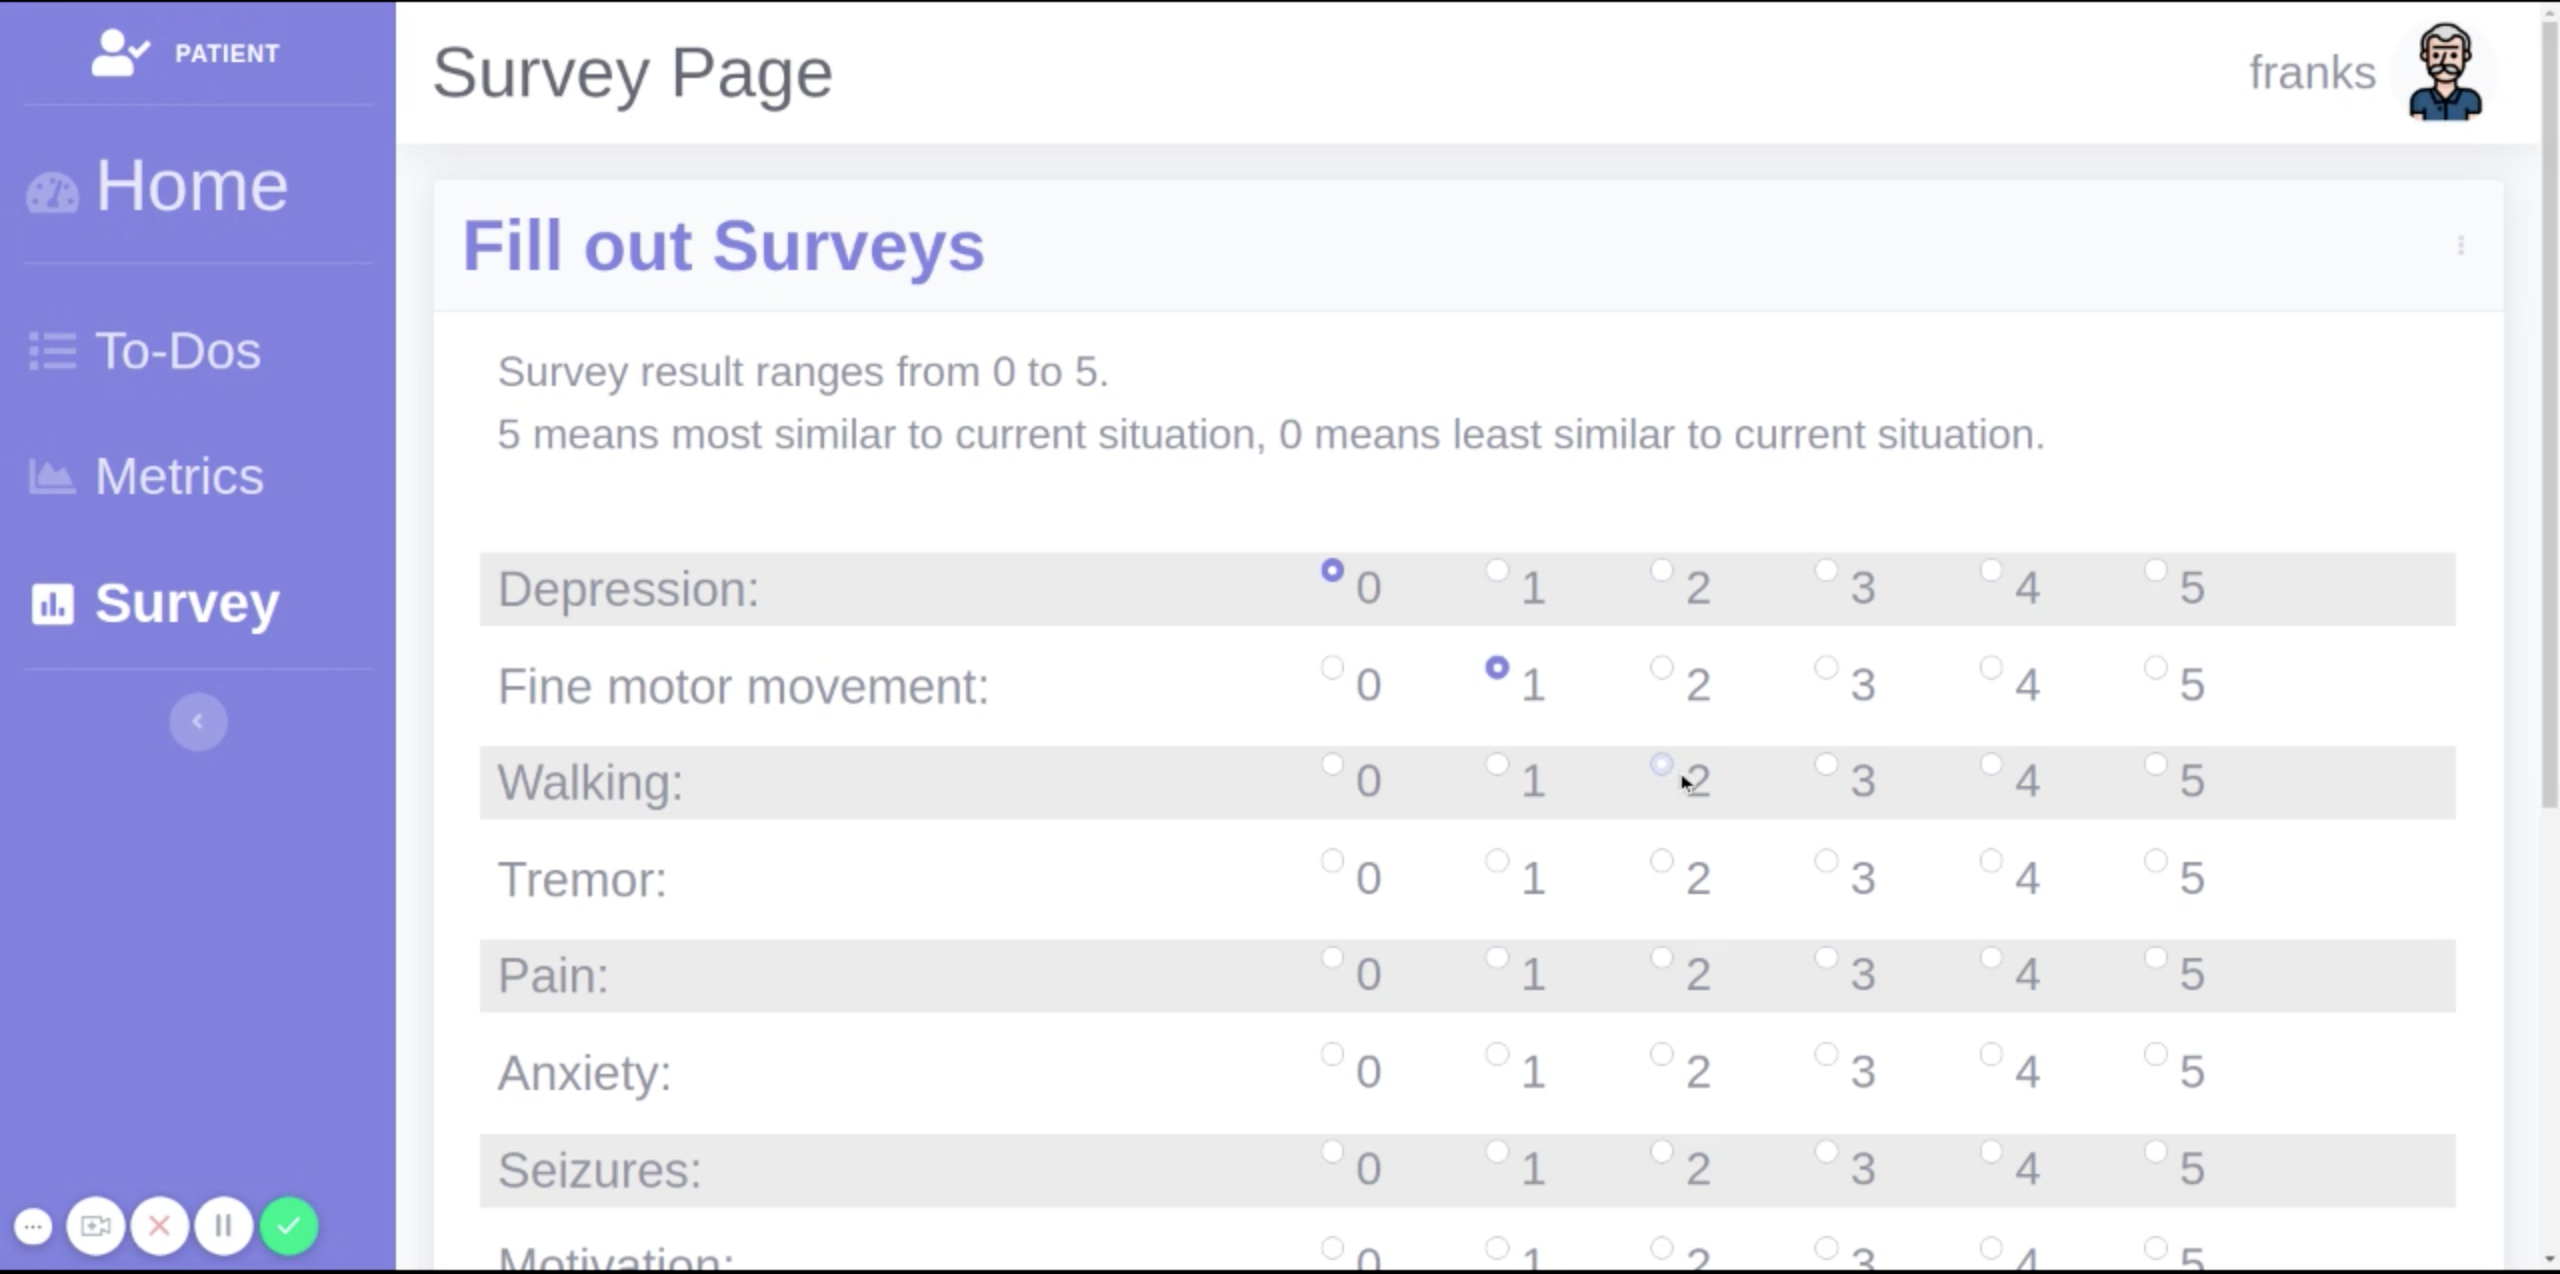 PATIENT
Home
To-Dos
Metrics
Survey
Survey Page
franks
Fill out Surveys
Survey result ranges from 0 to 5.
5 means most similar to current situation, 0 means least similar to current situation.
Depression: 0 1 2 3 4 5
Fine motor movement: 0 1 2 3 4 5
Walking: 0 1 2 3 4 5
Tremor: 0 1 2 3 4 5
Pain: 0 1 2 3 4 5
Anxiety: 0 1 2 3 4 5
Seizures: 0 1 2 3 4 5
Motivation: 0 1 2 3 4 5